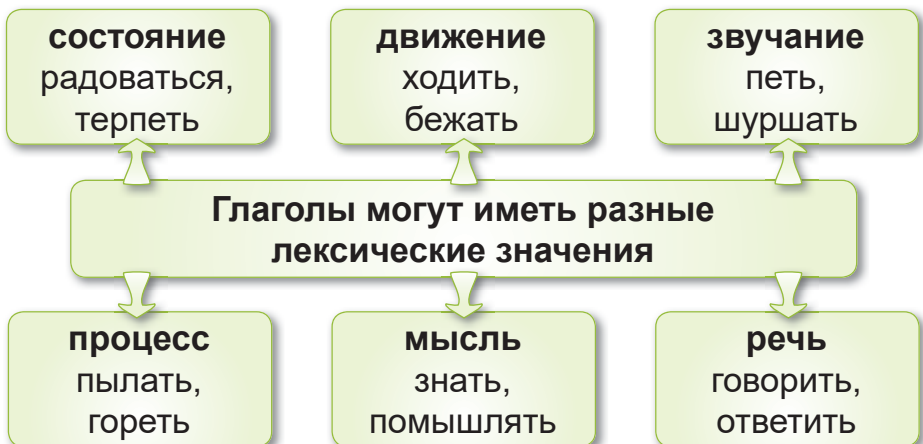 состояние
радоваться,
терпеть
движение
ходить,
бежать
звучание
петь,
шуршать
Глаголы могут иметь разные
лексические значения
процесс
пылать,
гореть
мысль
знать,
помышлять
речь
говорить,
ответить